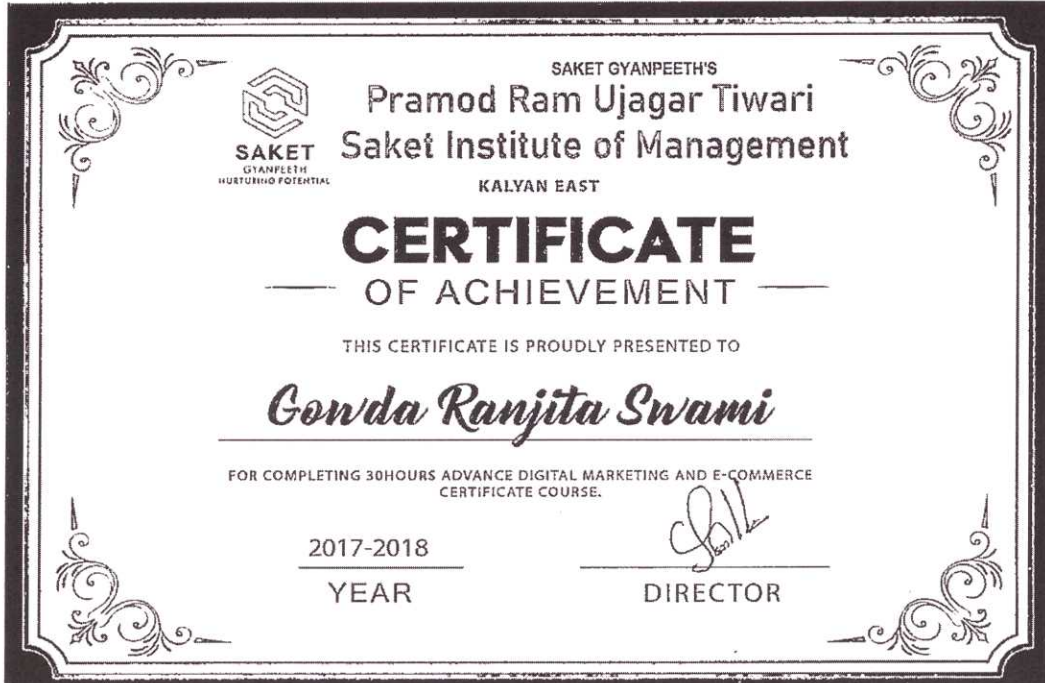 SAKET GYANPEETH'S
Pramod Ram Ujagar Tiwari
Saket Institute of Management
SAKET
GYANPEETH
NURTURING POTENTIAL
KALYAN EAST
CERTIFICATE
OF ACHIEVEMENT
THIS CERTIFICATE IS PROUDLY PRESENTED TO
Gowda Ranjita Swami
FOR COMPLETING 30HOURS ADVANCE DIGITAL MARKETING AND E-COMMERCE
CERTIFICATE COURSE.
2017-2018
YEAR
DIRECTOR